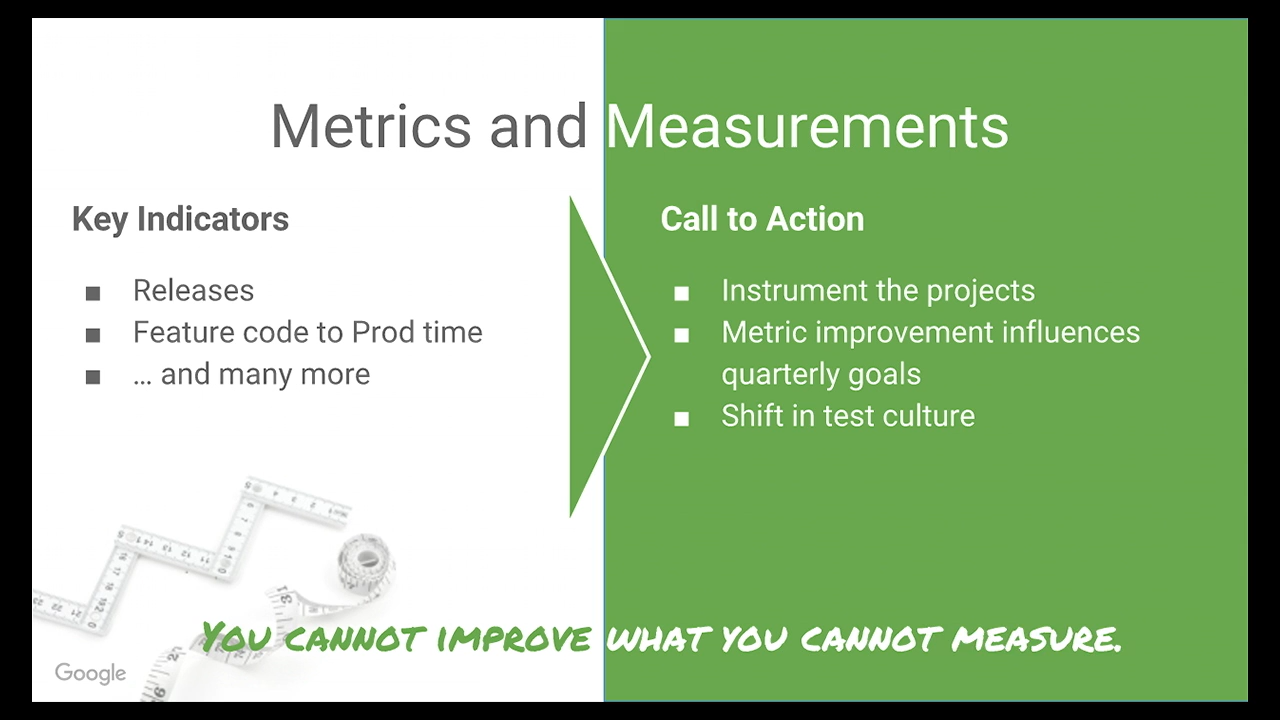 Metrics and Measurements
Key Indicators
■ Releases
■ Feature code to Prod time
■ … and many more
Call to Action
■ Instrument the projects
■ Metric improvement influences
quarterly goals
■ Shift in test culture
You cannot improve what you cannot measure.
Google